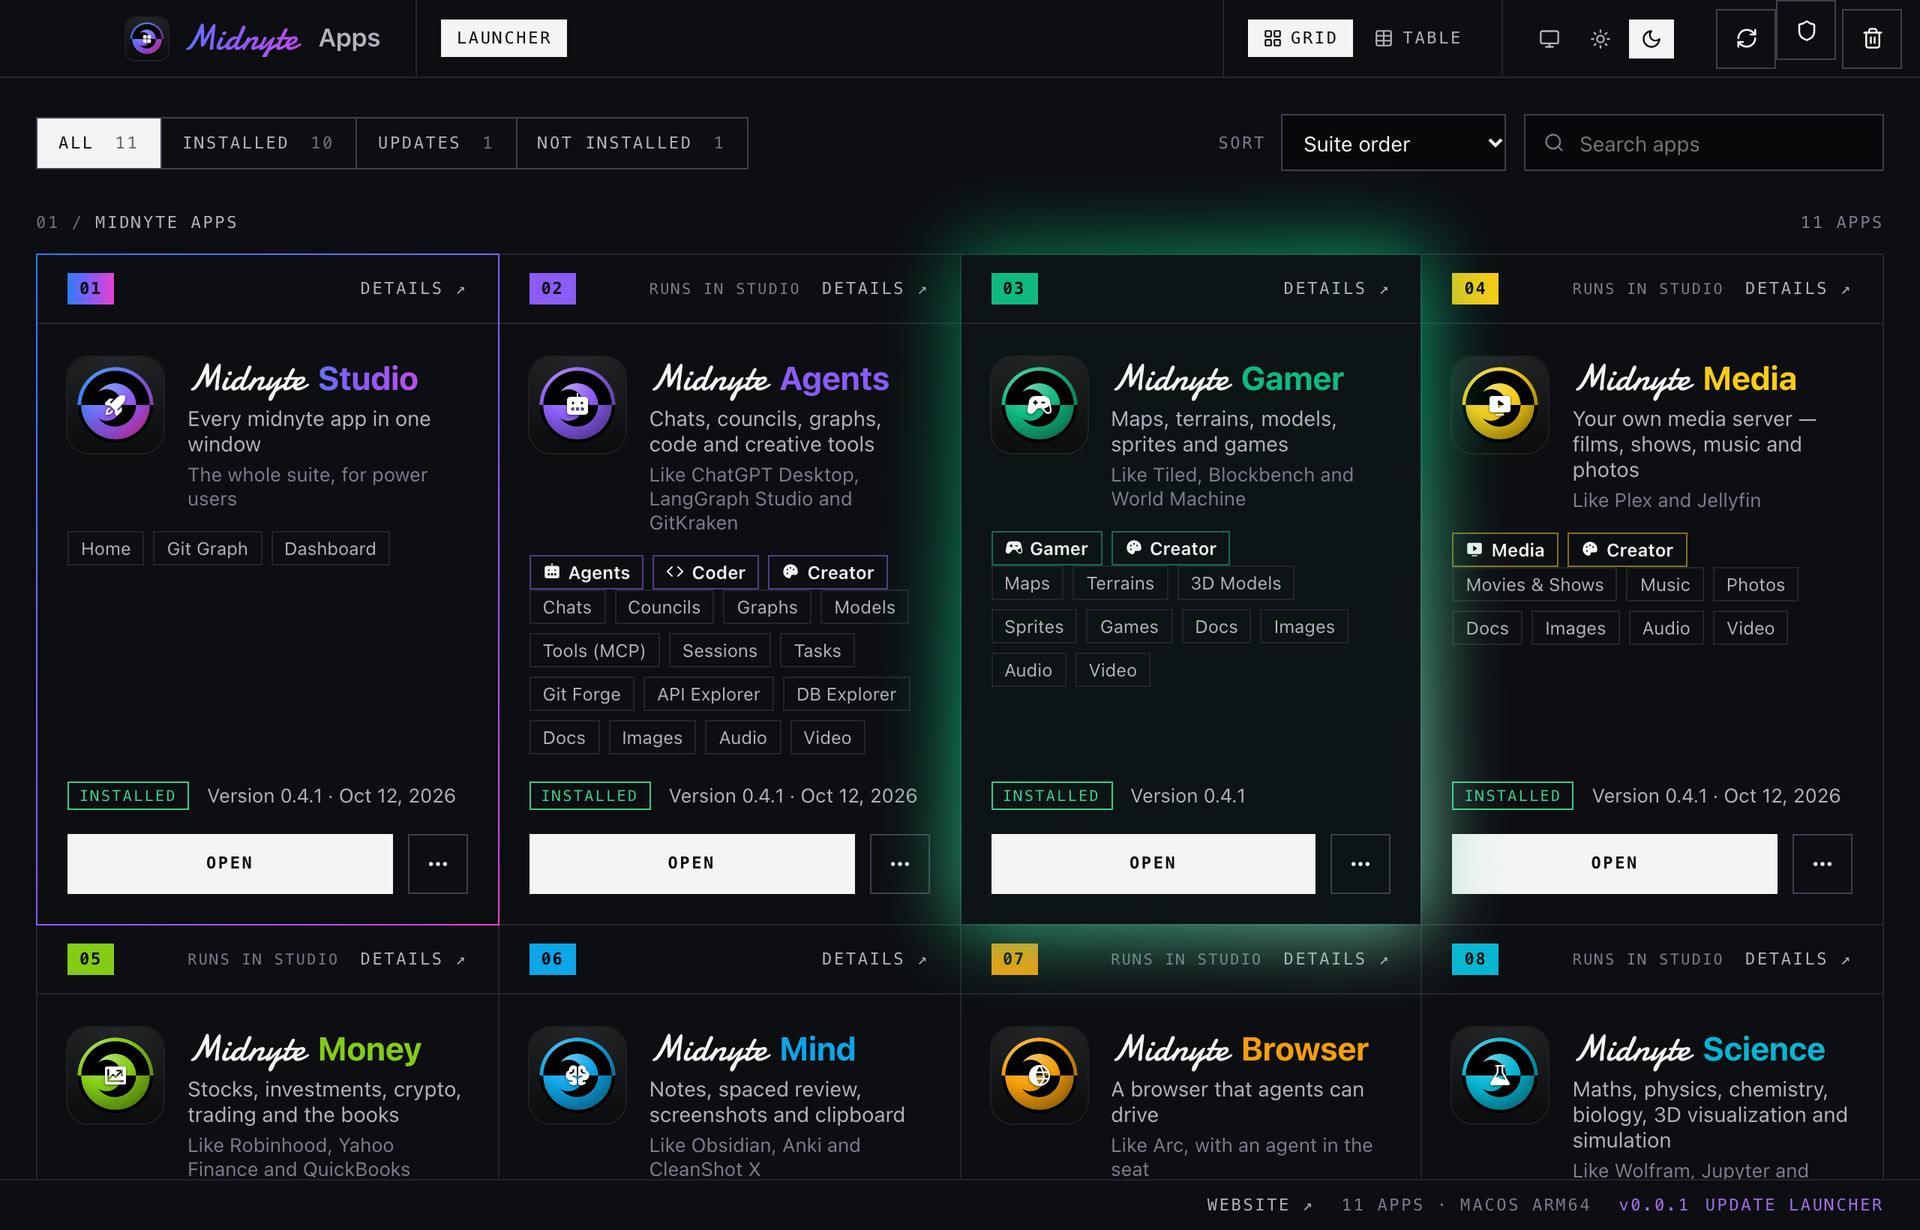 Midnyte Apps
LAUNCHER
GRID
TABLE
ALL 11
INSTALLED 10
UPDATES 1
NOT INSTALLED 1
SORT
Suite order
Search apps
01 / MIDNYTE APPS
11 APPS
01
DETAILS ↗
Midnyte Studio
Every midnyte app in one
window
The whole suite, for power
users
Home Git Graph Dashboard
INSTALLED Version 0.4.1 · Oct 12, 2026
OPEN
02
RUNS IN STUDIO DETAILS ↗
Midnyte Agents
Chats, councils, graphs,
code and creative tools
Like ChatGPT Desktop,
LangGraph Studio and
GitKraken
Agents Coder Creator
Chats Councils Graphs Models
Tools (MCP) Sessions Tasks
Git Forge API Explorer DB Explorer
Docs Images Audio Video
INSTALLED Version 0.4.1 · Oct 12, 2026
OPEN
03
DETAILS ↗
Midnyte Gamer
Maps, terrains, models,
sprites and games
Like Tiled, Blockbench and
World Machine
Gamer Creator
Maps Terrains 3D Models
Sprites Games Docs Images
Audio Video
INSTALLED Version 0.4.1
OPEN
04
RUNS IN STUDIO DETAILS ↗
Midnyte Media
Your own media server —
films, shows, music and
photos
Like Plex and Jellyfin
Media Creator
Movies & Shows Music Photos
Docs Images Audio Video
INSTALLED Version 0.4.1 · Oct 12, 2026
OPEN
05
RUNS IN STUDIO DETAILS ↗
Midnyte Money
Stocks, investments, crypto,
trading and the books
Like Robinhood, Yahoo
Finance and QuickBooks
06
DETAILS ↗
Midnyte Mind
Notes, spaced review,
screenshots and clipboard
Like Obsidian, Anki and
CleanShot X
07
RUNS IN STUDIO DETAILS ↗
Midnyte Browser
A browser that agents can
drive
Like Arc, with an agent in the
seat
08
RUNS IN STUDIO DETAILS ↗
Midnyte Science
Maths, physics, chemistry,
biology, 3D visualization and
simulation
Like Wolfram, Jupyter and
WEBSITE ↗ 11 APPS · MACOS ARM64 v0.0.1 UPDATE LAUNCHER